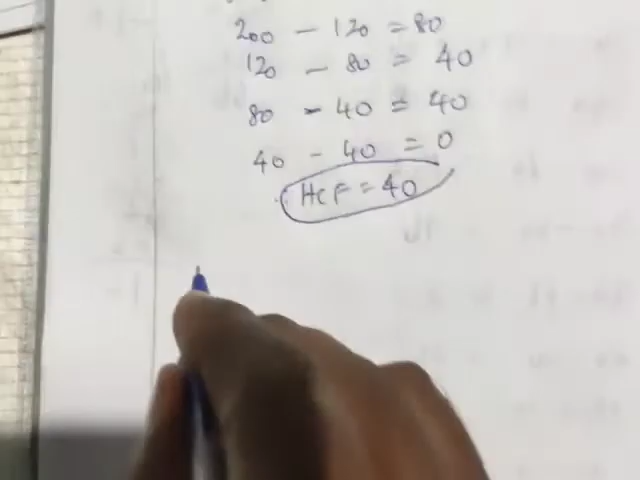 200 - 120 = 80
120 - 80 = 40
80 - 40 = 40
40 - 40 = 0
HCF = 40